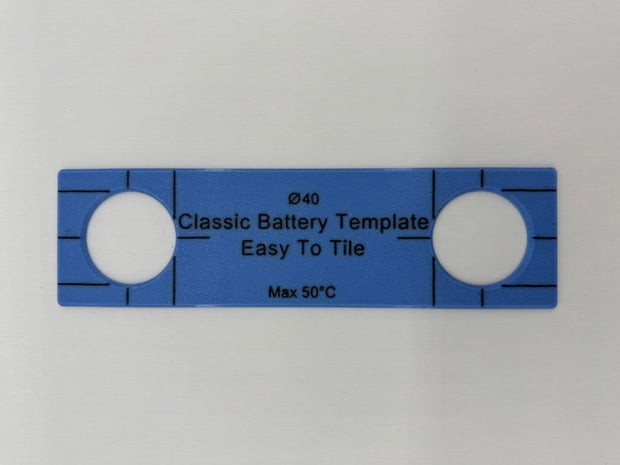 Ø40
Classic Battery Template
Easy To Tile
Max 50°C